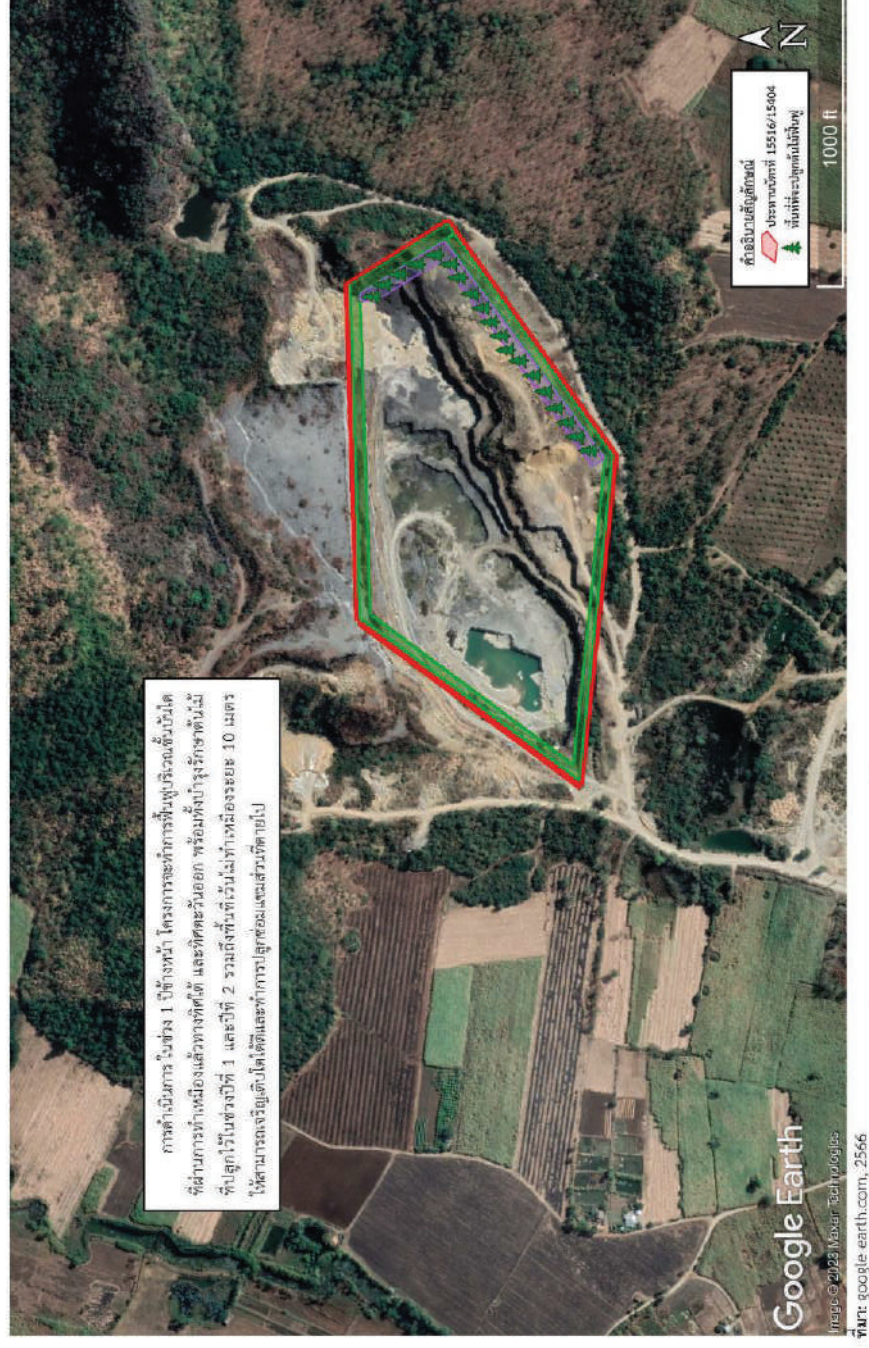 การดำเนินการ ในช่วง 1 ปีข้างหน้า โครงการจะทำการฟื้นฟูบริเวณชั้นบันได
ที่ผ่านการทำเหมืองแล้วทางทิศใต้ และทิศตะวันออก พร้อมทั้งบำรุงรักษาต้นไม้
ที่ปลูกไว้ในช่วงปีที่ 1 และปีที่ 2 รวมถึงพื้นที่เว้นไม่ทำเหมืองระยะ 10 เมตร
ให้สามารถเจริญเติบโตได้ดีและทำการปลูกซ่อมแซมส่วนที่ตายไป
N
คำอธิบายสัญลักษณ์
ประทานบัตรที่ 15516/15404
พื้นที่ที่จะปลูกต้นไม้ฟื้นฟู
1000 ft
Google Earth
Image © 2023 Maxar Technologies
ที่มา: google earth.com, 2566